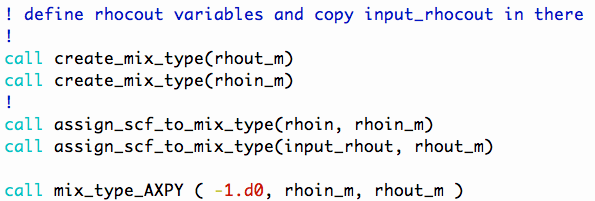 ! define rhocout variables and copy input_rhocout in there
!
call create_mix_type(rhout_m)
call create_mix_type(rhoin_m)
!
call assign_scf_to_mix_type(rhoin, rhoin_m)
call assign_scf_to_mix_type(input_rhout, rhout_m)
call mix_type_AXPY ( -1.d0, rhoin_m, rhout_m )